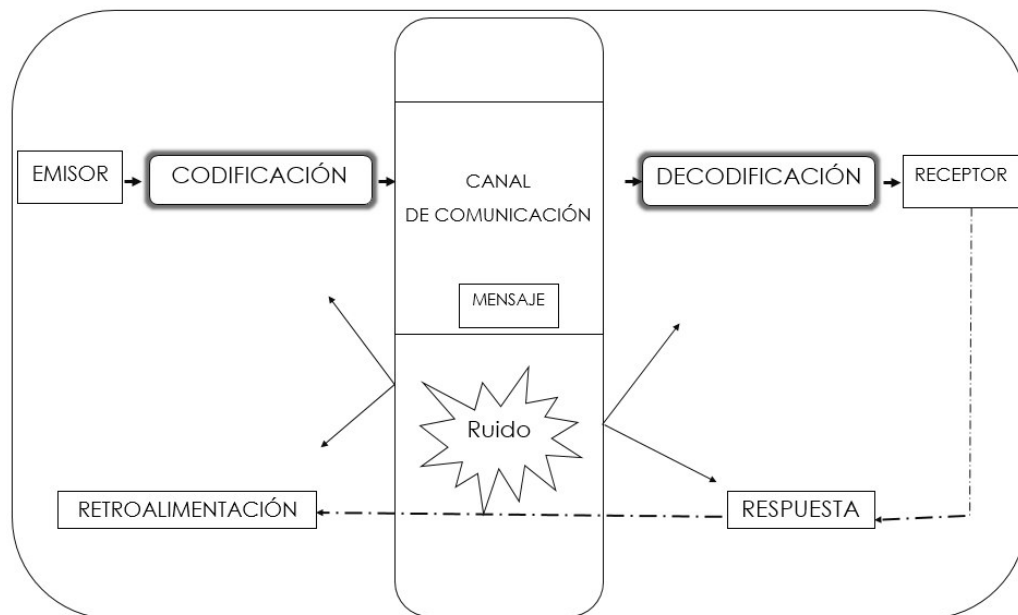 EMISOR
CODIFICACIÓN
CANAL
DE COMUNICACIÓN
DECODIFICACIÓN
RECEPTOR
MENSAJE
Ruido
RETROALIMENTACIÓN
RESPUESTA